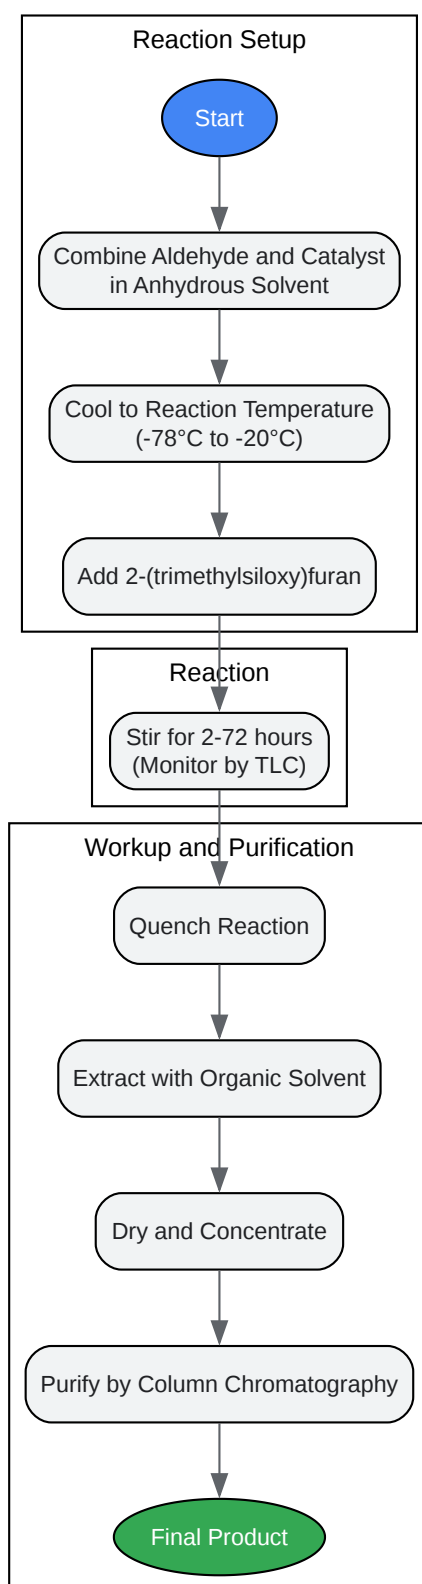 Reaction Setup
Start
Combine Aldehyde and Catalyst
in Anhydrous Solvent
Cool to Reaction Temperature
(-78°C to -20°C)
Add 2-(trimethylsiloxy)furan
Reaction
Stir for 2-72 hours
(Monitor by TLC)
Workup and Purification
Quench Reaction
Extract with Organic Solvent
Dry and Concentrate
Purify by Column Chromatography
Final Product